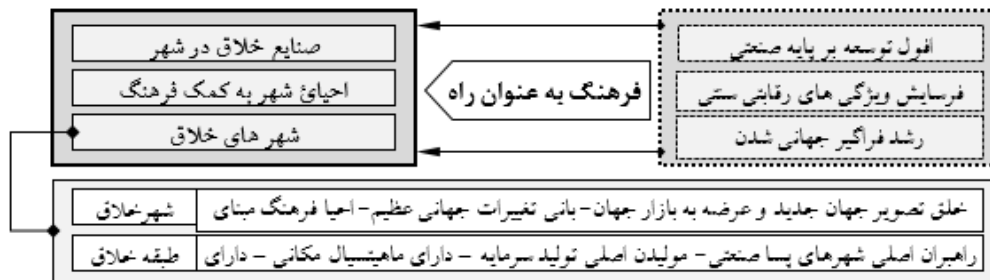 افول توسعه بر پایه صنعتی
فرسایش ویژگی های رقابتی سنتی
رشد فراگیر جهانی شدن
فرهنگ به عنوان راه
صنایع خلاق در شهر
احیائ شهر به کمک فرهنگ
شهر های خلاق
شهرخلاق
خلق تصویر جهان جدید و عرضه به بازار جهان- بانی تغییرات جهانی عظیم- احیا فرهنگ مبنای
طبقه خلاق
راهبران اصلی شهرهای پسا صنعتی- مولیدن اصلی تولید سرمایه - دارای ماهیتسیال مکانی - دارای